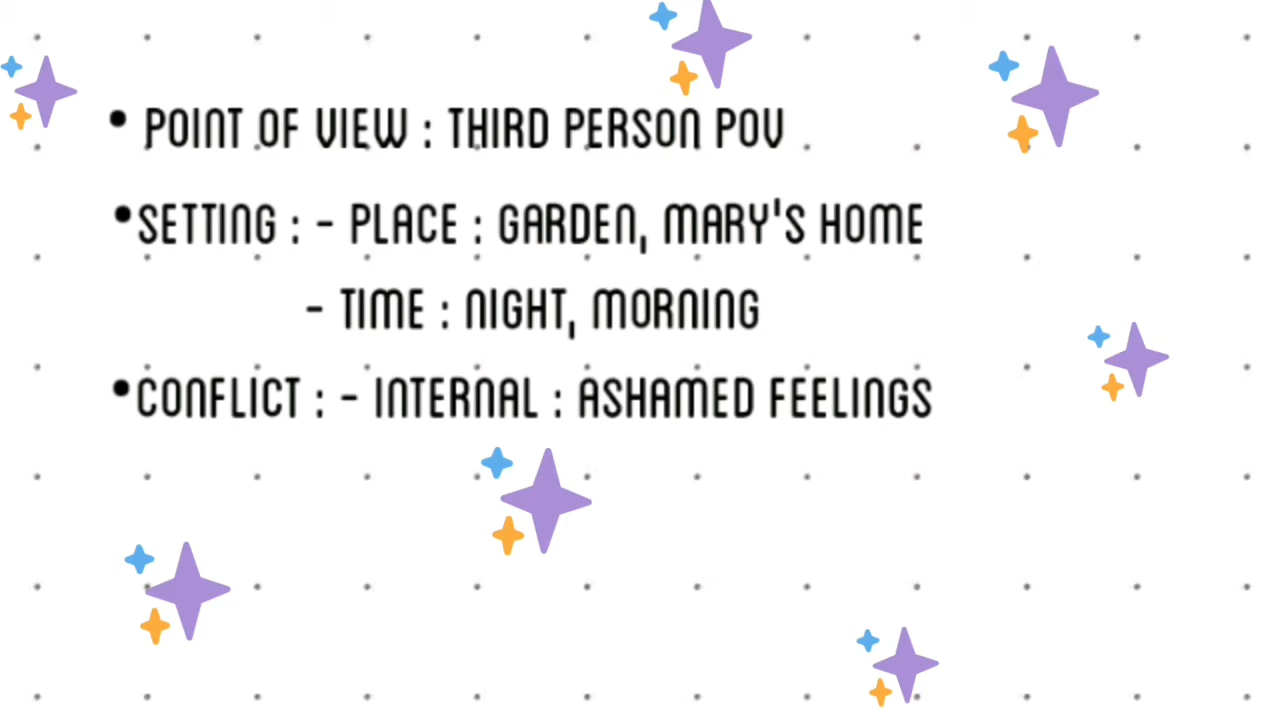 • POINT OF VIEW : THIRD PERSON POV
• SETTING : - PLACE : GARDEN, MARY'S HOME
- TIME : NIGHT, MORNING
• CONFLICT : - INTERNAL : ASHAMED FEELINGS